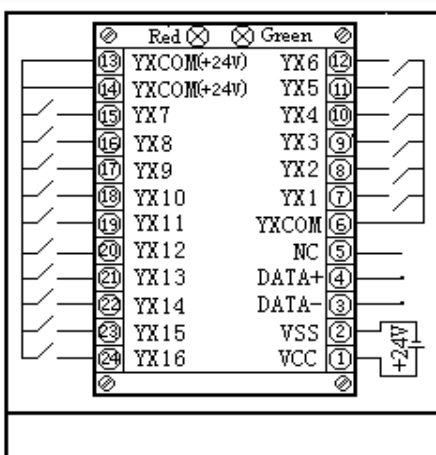 Red Green
⑬ YXCOM(+24V) YX6 ⑫
⑭ YXCOM(+24V) YX5 ⑪
⑮ YX7 YX4 ⑩
⑯ YX8 YX3 ⑨
⑰ YX9 YX2 ⑧
⑱ YX10 YX1 ⑦
⑲ YX11 YXCOM ⑥
⑳ YX12 NC ⑤
㉑ YX13 DATA+ ④
㉒ YX14 DATA- ③
㉓ YX15 VSS ②
㉔ YX16 VCC ①
+24V